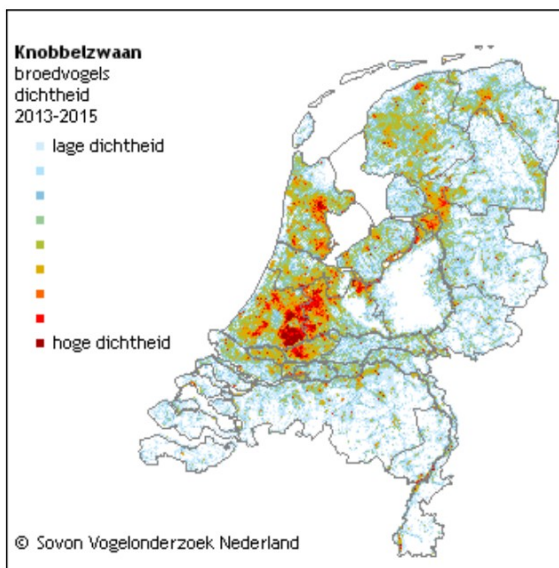 Knobbelzwaan
broedvogels
dichtheid
2013-2015
lage dichtheid
hoge dichtheid
© Sovon Vogelonderzoek Nederland